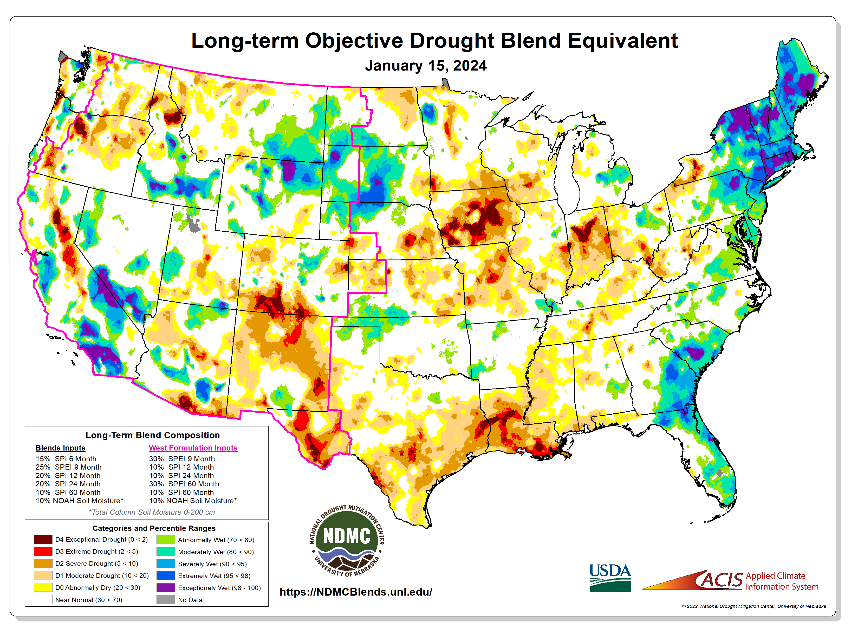 Long-term Objective Drought Blend Equivalent
January 15, 2024
Long-Term Blend Composition
Blends Inputs West Formulation Inputs
15% SPI 6 Month 30% SPEI 9 Month
25% SPEI 9 Month 10% SPI 12 Month
20% SPI 12 Month 10% SPI 24 Month
20% SPI 24 Month 30% SPEI 60 Month
10% SPI 60 Month 10% SPI 60 Month
10% NOAH Soil Moisture* 10% NOAH Soil Moisture*
*Total Column Soil Moisture 0-200 cm
Categories and Percentile Ranges
D4 Exceptional Drought (0 < 2) Abnormally Wet (70 < 80)
D3 Extreme Drought (2 < 5) Moderately Wet (80 < 90)
D2 Severe Drought (5 < 10) Severely Wet (90 < 95)
D1 Moderate Drought (10 < 20) Extremely Wet (95 < 98)
D0 Abnormally Dry (20 < 30) Exceptionally Wet (98 - 100)
Near Normal (30 < 70) No Data
NATIONAL DROUGHT MITIGATION CENTER
NDMC
UNIVERSITY OF NEBRASKA
https://NDMCBlends.unl.edu/
USDA
ACIS Applied Climate
Information System
National Drought Mitigation Center, University of Nebraska